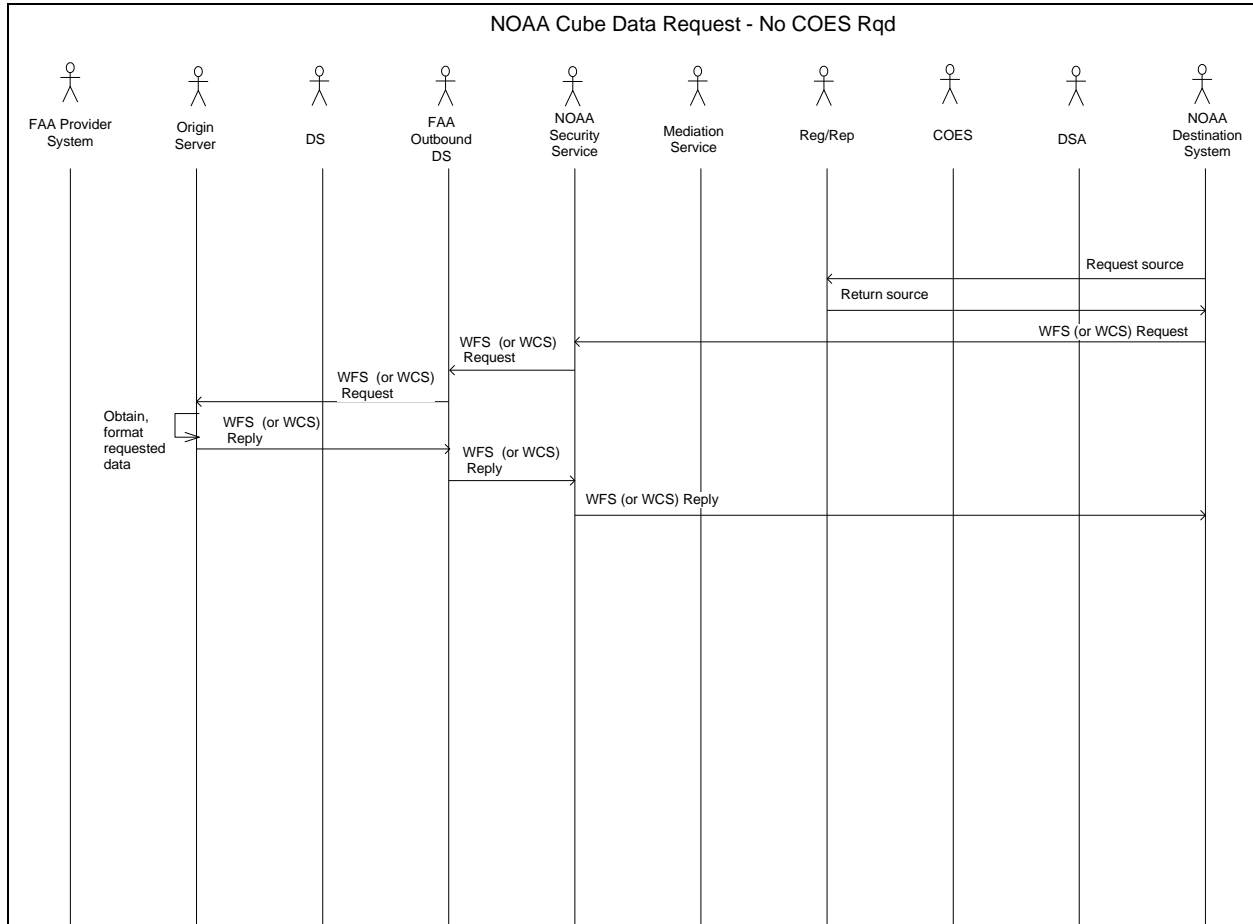 NOAA Cube Data Request - No COES Rqd
FAA Provider
System
Origin
Server
DS
FAA
Outbound
DS
NOAA
Security
Service
Mediation
Service
Reg/Rep
COES
DSA
NOAA
Destination
System
Request source
Return source
WFS (or WCS) Request
WFS (or WCS)
Request
WFS (or WCS)
Request
Obtain,
format
requested
data
WFS (or WCS)
Reply
WFS (or WCS)
Reply
WFS (or WCS) Reply